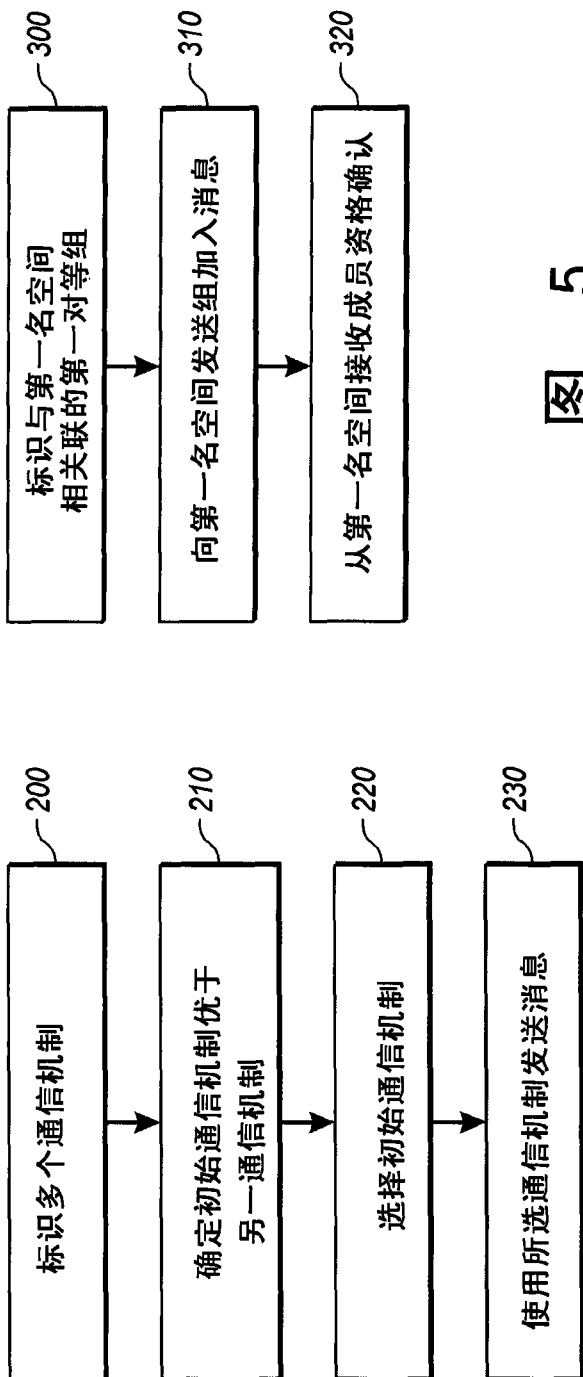 标识多个通信机制
200
确定初始通信机制优于
另一通信机制
210
选择初始通信机制
220
使用所选通信机制发送消息
230
标识与第一名空间
相关联的第一对等组
300
向第一名空间发送组加入消息
310
从第一名空间接收成员资格确认
320
图 5